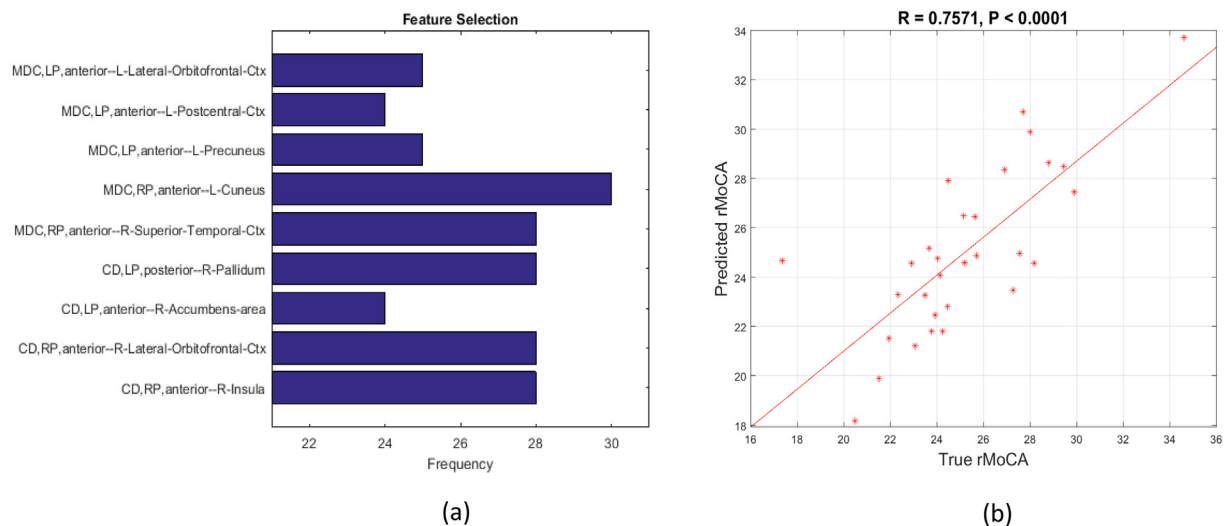 Feature Selection
MDC,LP,anterior--L-Lateral-Orbitofrontal-Ctx
MDC,LP,anterior--L-Postcentral-Ctx
MDC,LP,anterior--L-Precuneus
MDC,RP,anterior--L-Cuneus
MDC,RP,anterior--R-Superior-Temporal-Ctx
CD,LP,posterior--R-Pallidum
CD,LP,anterior--R-Accumbens-area
CD,RP,anterior--R-Lateral-Orbitofrontal-Ctx
CD,RP,anterior--R-Insula
22 24 26 28 30
Frequency
(a)
R = 0.7571, P < 0.0001
34
32
30
28
26
24
22
20
18
Predicted rMoCA
16 18 20 22 24 26 28 30 32 34 36
True rMoCA
(b)